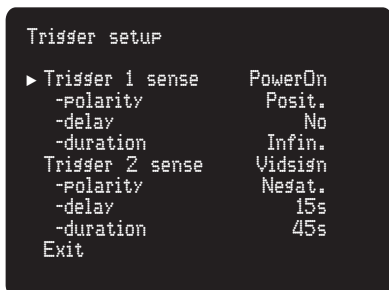 Trigger setup
▶ Trigger 1 sense PowerOn
-polarity Posit.
-delay No
-duration Infin.
Trigger 2 sense Vidsign
-polarity Negat.
-delay 15s
-duration 45s
Exit